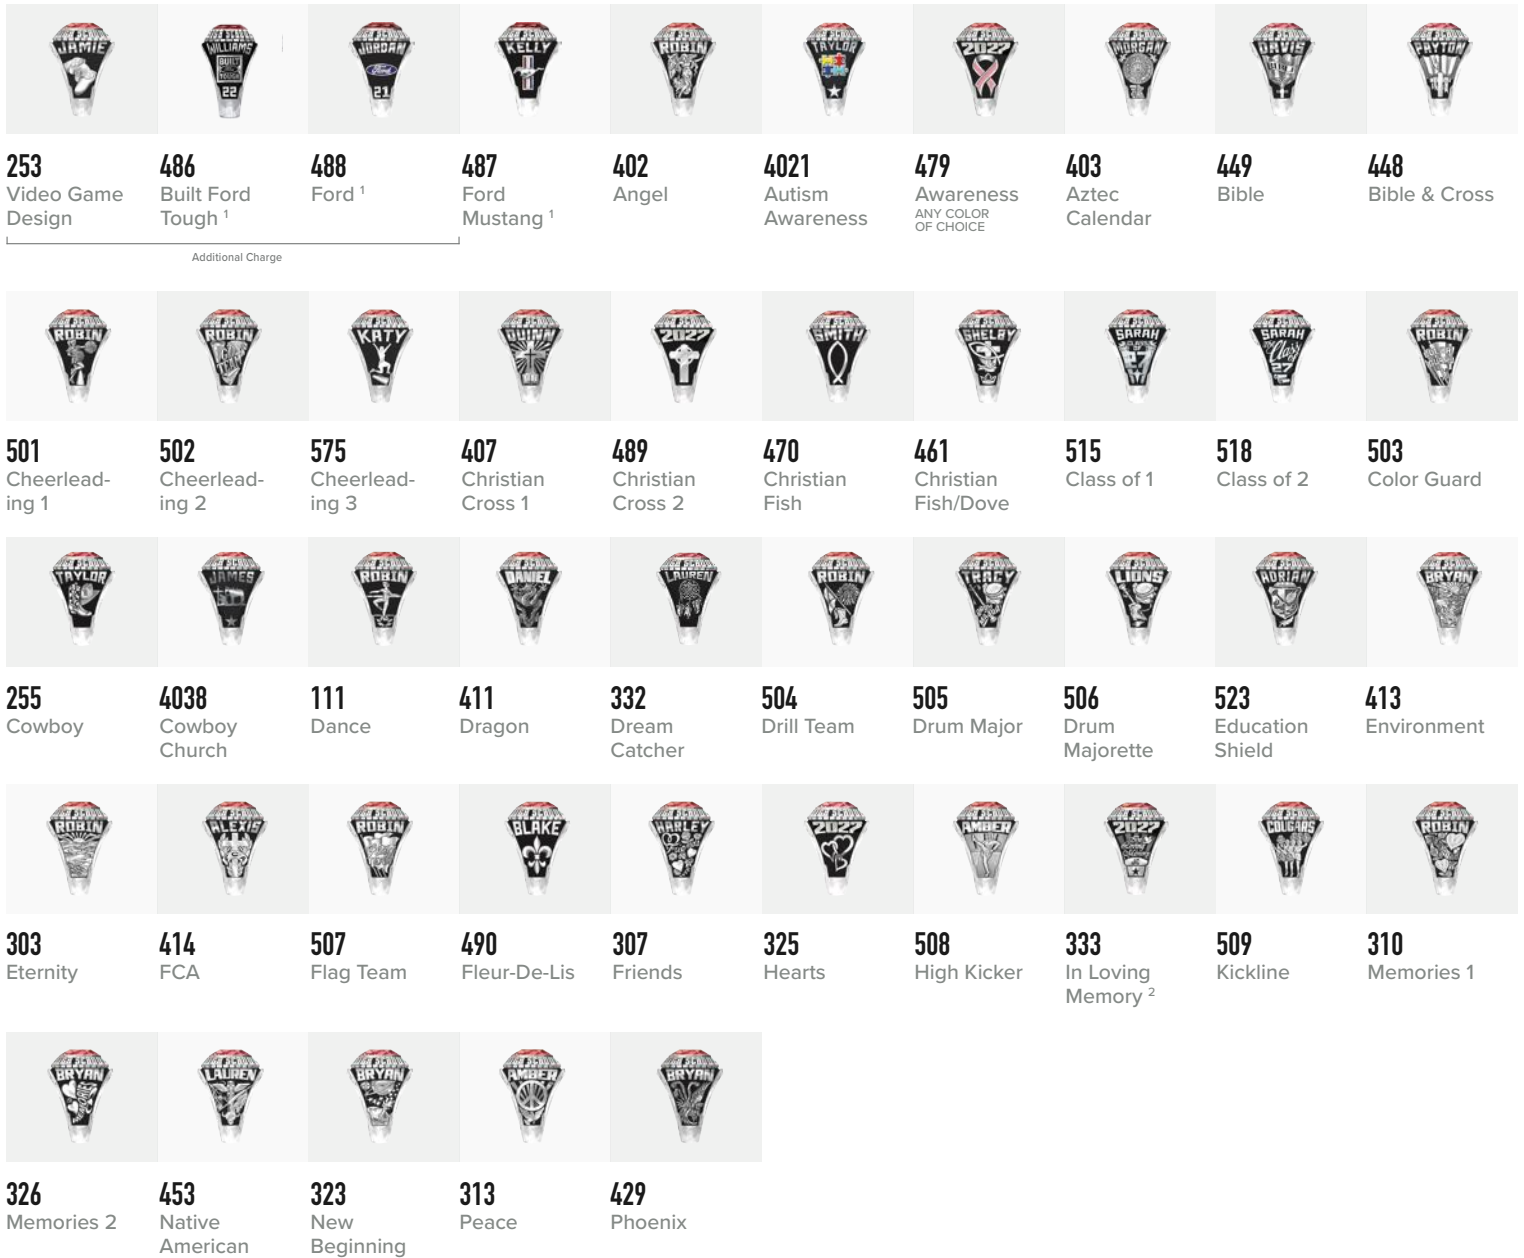 JAMIE
WILLIAMS
BUILT
TOUGH
22
JORDAN
Ford
21
KELLY
ROBIN
TAYLOR
2027
MORGAN
DAVIS
PAYTON
253
Video Game
Design
486
Built Ford
Tough ¹
488
Ford ¹
487
Ford
Mustang ¹
402
Angel
4021
Autism
Awareness
479
Awareness
ANY COLOR
OF CHOICE
403
Aztec
Calendar
449
Bible
448
Bible & Cross
Additional Charge
ROBIN
ROBIN
KATY
QUINN
2027
SMITH
SHELBY
SARAH
27
SARAH
Class
27
ROBIN
501
Cheerlead-
ing 1
502
Cheerlead-
ing 2
575
Cheerlead-
ing 3
407
Christian
Cross 1
489
Christian
Cross 2
470
Christian
Fish
461
Christian
Fish/Dove
515
Class of 1
518
Class of 2
503
Color Guard
TAYLOR
JAMES
ROBIN
DANIEL
LAUREN
ROBIN
TRACY
LIONS
ADRIAN
BRYAN
255
Cowboy
4038
Cowboy
Church
111
Dance
411
Dragon
332
Dream
Catcher
504
Drill Team
505
Drum Major
506
Drum
Majorette
523
Education
Shield
413
Environment
ROBIN
ALEXIS
ROBIN
BLAKE
HARLEY
2027
AMBER
2027
COUGARS
ROBIN
303
Eternity
414
FCA
507
Flag Team
490
Fleur-De-Lis
307
Friends
325
Hearts
508
High Kicker
333
In Loving
Memory ²
509
Kickline
310
Memories 1
BRYAN
LAUREN
BRYAN
AMBER
BRYAN
326
Memories 2
453
Native
American
323
New
Beginning
313
Peace
429
Phoenix